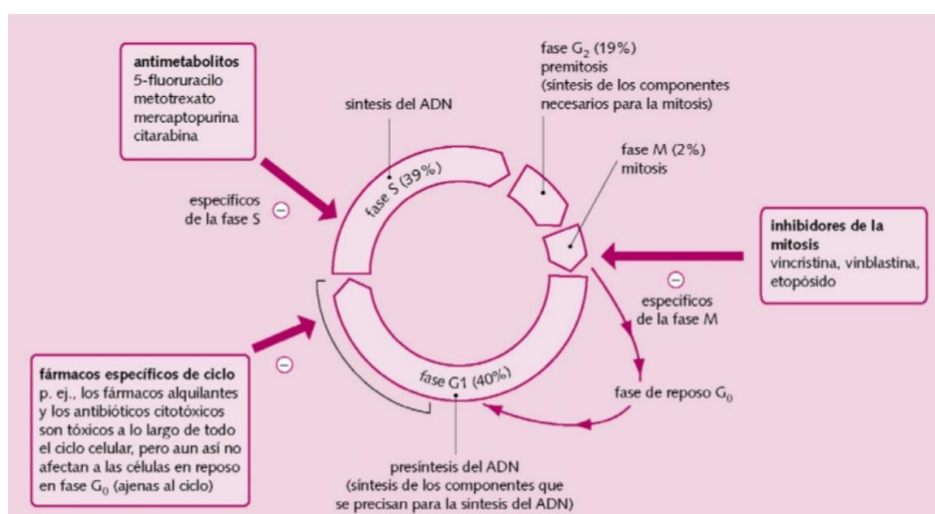 antimetabolitos
5-fluoruracilo
metotrexato
mercaptopurina
citarabina
síntesis del ADN
fase G₂ (19%)
premitosis
(síntesis de los componentes
necesarios para la mitosis)
fase M (2%)
mitosis
específicos
de la fase S
fase S (39%)
inhibidores de la
mitosis
vincristina, vinblastina,
etopósido
específicos
de la fase M
fármacos específicos de ciclo
p. ej., los fármacos alquilantes
y los antibióticos citotóxicos
son tóxicos a lo largo de todo
el ciclo celular, pero aun así no
afectan a las células en reposo
en fase G₀ (ajenas al ciclo)
fase G1 (40%)
fase de reposo G₀
presíntesis del ADN
(síntesis de los componentes que
se precisan para la síntesis del ADN)